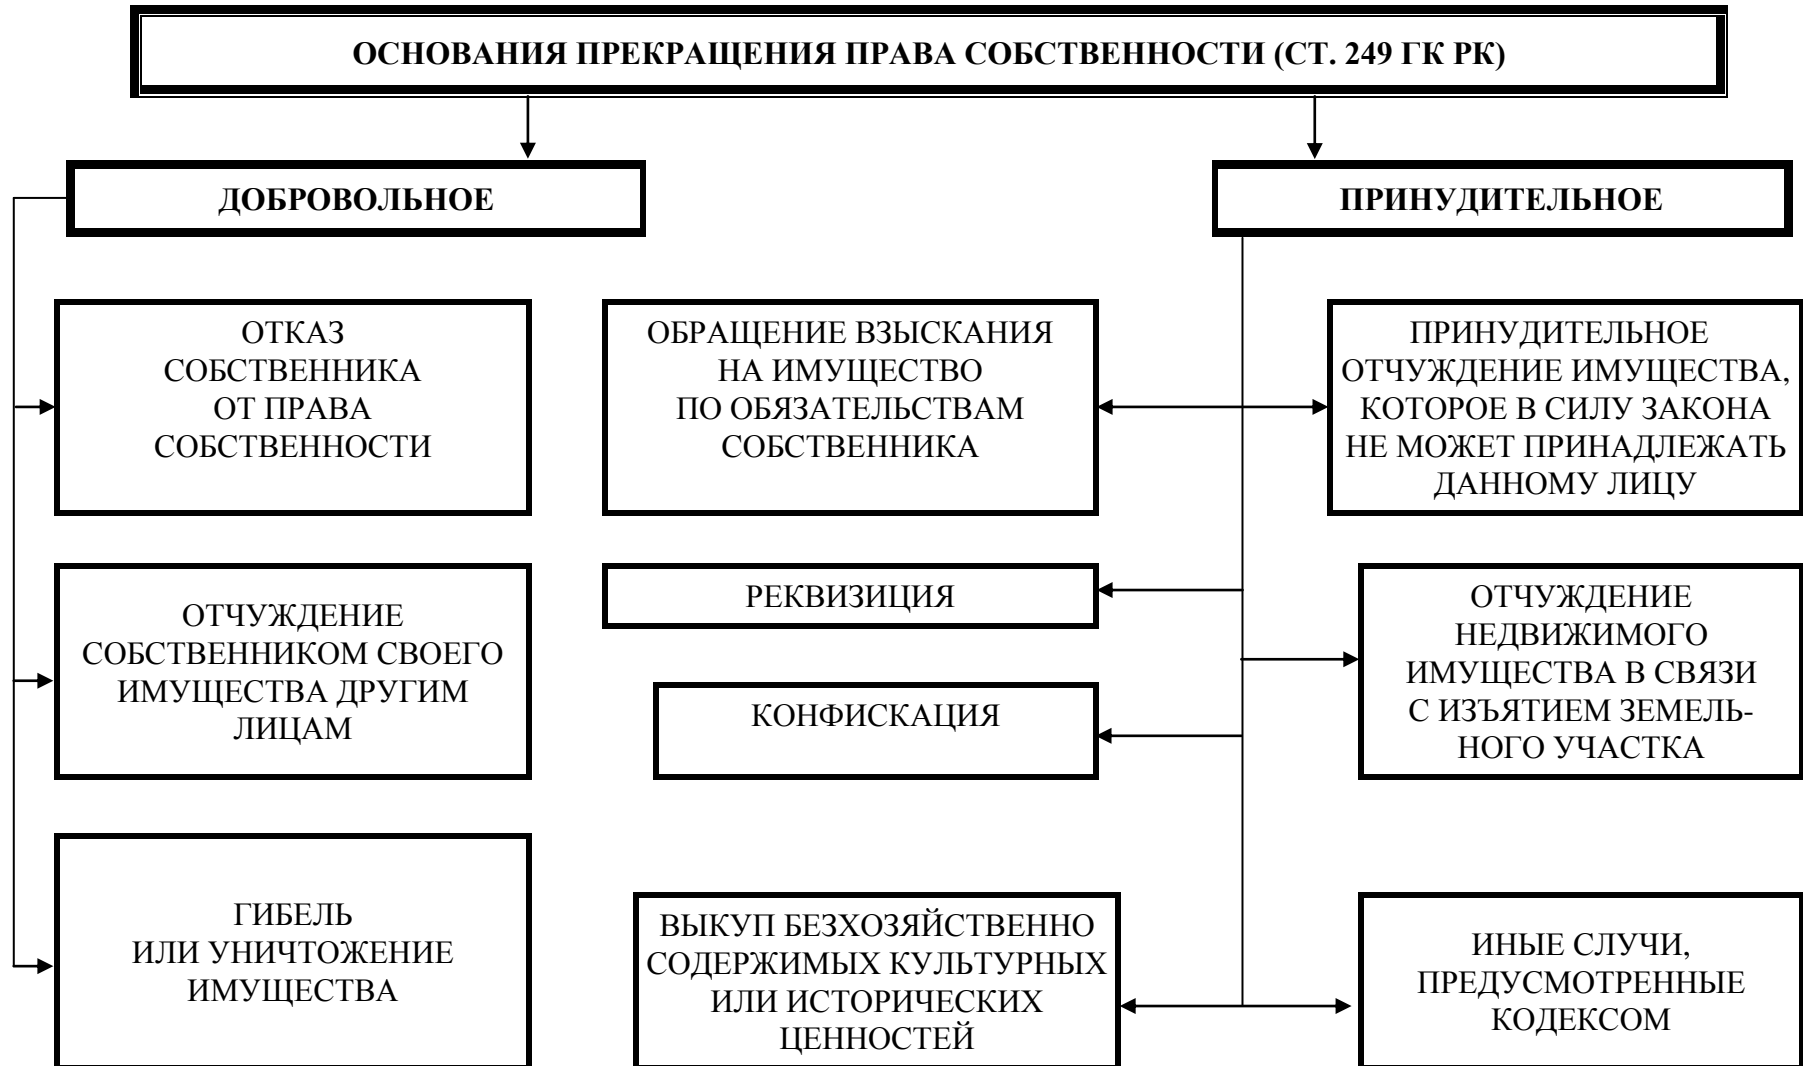 ОСНОВАНИЯ ПРЕКРАЩЕНИЯ ПРАВА СОБСТВЕННОСТИ (СТ. 249 ГК РК)
ДОБРОВОЛЬНОЕ
ПРИНУДИТЕЛЬНОЕ
ОТКАЗ
СОБСТВЕННИКА
ОТ ПРАВА
СОБСТВЕННОСТИ
ОБРАЩЕНИЕ ВЗЫСКАНИЯ
НА ИМУЩЕСТВО
ПО ОБЯЗАТЕЛЬСТВАМ
СОБСТВЕННИКА
ПРИНУДИТЕЛЬНОЕ
ОТЧУЖДЕНИЕ ИМУЩЕСТВА,
КОТОРОЕ В СИЛУ ЗАКОНА
НЕ МОЖЕТ ПРИНАДЛЕЖАТЬ
ДАННОМУ ЛИЦУ
ОТЧУЖДЕНИЕ
СОБСТВЕННИКОМ СВОЕГО
ИМУЩЕСТВА ДРУГИМ
ЛИЦАМ
РЕКВИЗИЦИЯ
КОНФИСКАЦИЯ
ОТЧУЖДЕНИЕ
НЕДВИЖИМОГО
ИМУЩЕСТВА В СВЯЗИ
С ИЗЪЯТИЕМ ЗЕМЕЛЬ-
НОГО УЧАСТКА
ГИБЕЛЬ
ИЛИ УНИЧТОЖЕНИЕ
ИМУЩЕСТВА
ВЫКУП БЕЗХОЗЯЙСТВЕННО
СОДЕРЖИМЫХ КУЛЬТУРНЫХ
ИЛИ ИСТОРИЧЕСКИХ
ЦЕННОСТЕЙ
ИНЫЕ СЛУЧИ,
ПРЕДУСМОТРЕННЫЕ
КОДЕКСОМ